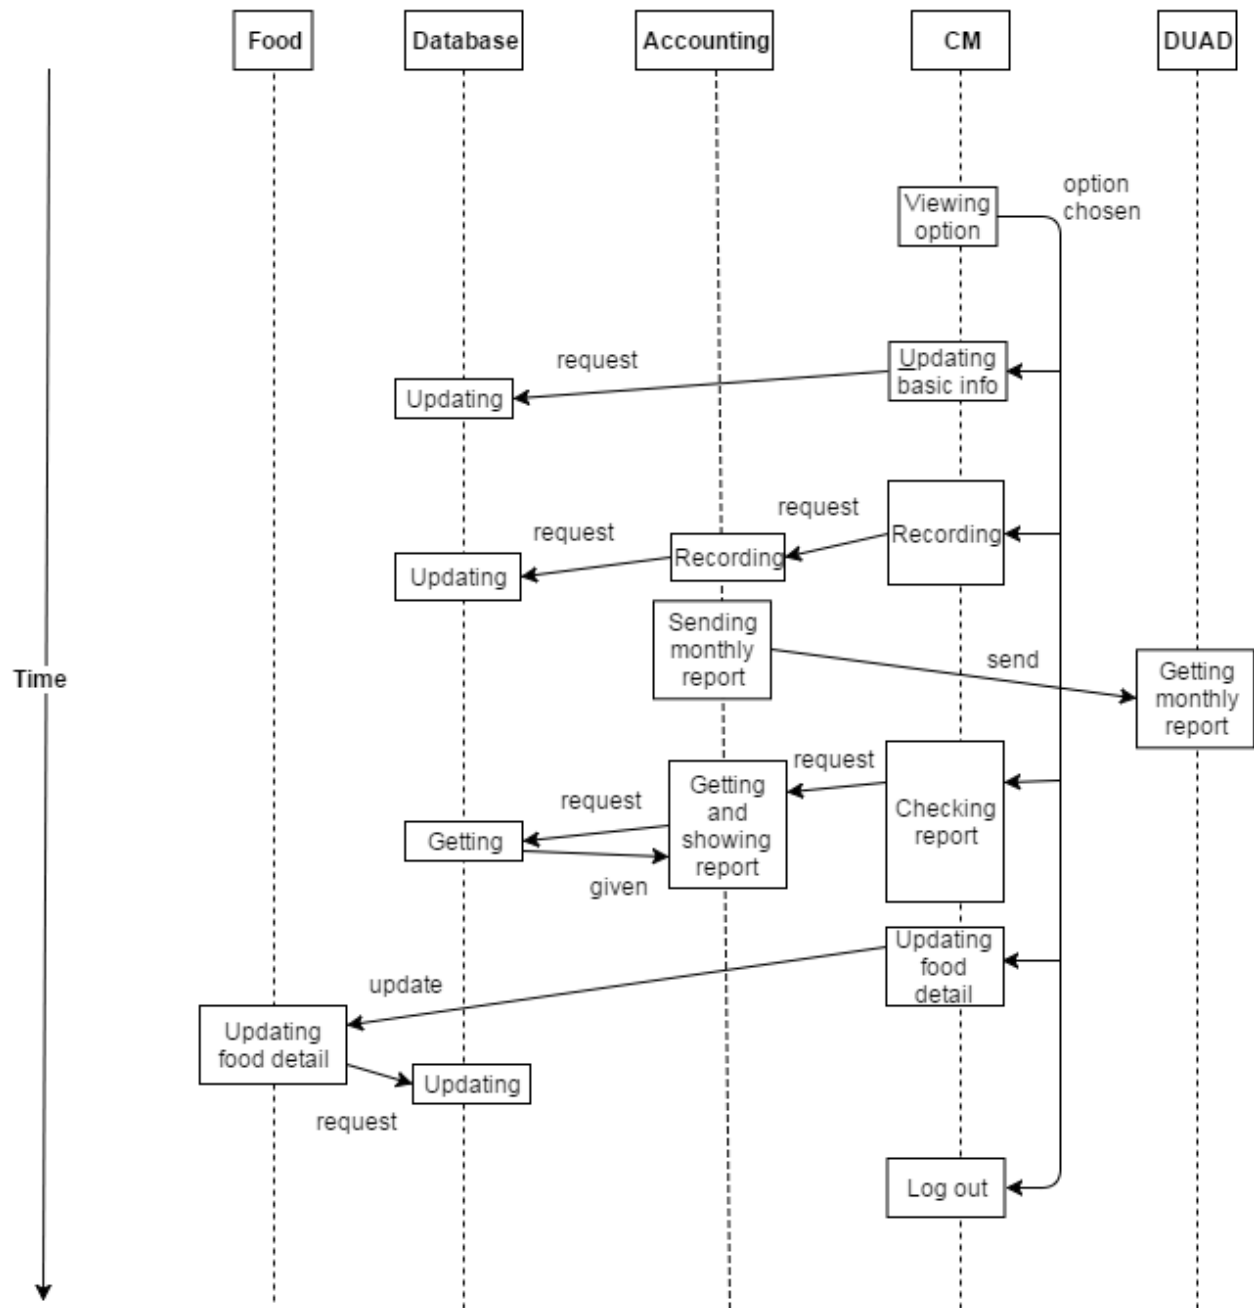 Food
Database
Accounting
CM
DUAD
Viewing
option
option
chosen
request
Updating
basic info
Updating
request
request
Recording
Recording
Updating
Sending
monthly
report
send
Time
Getting
monthly
report
request
request
Getting
and
showing
report
Checking
report
Getting
given
Updating
food
detail
update
Updating
food detail
Updating
request
Log out